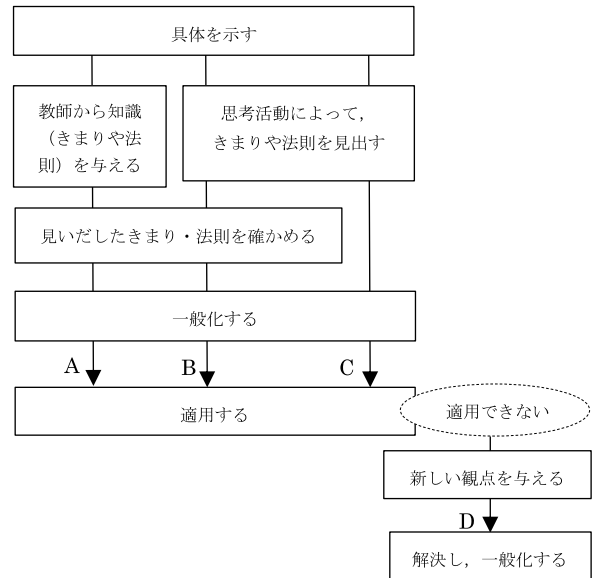 具体を示す
教師から知識
（きまりや法
則）を与える
思考活動によって，
きまりや法則を見出す
見いだしたきまり・法則を確かめる
一般化する
A
B
C
適用する
適用できない
新しい観点を与える
D
解決し，一般化する